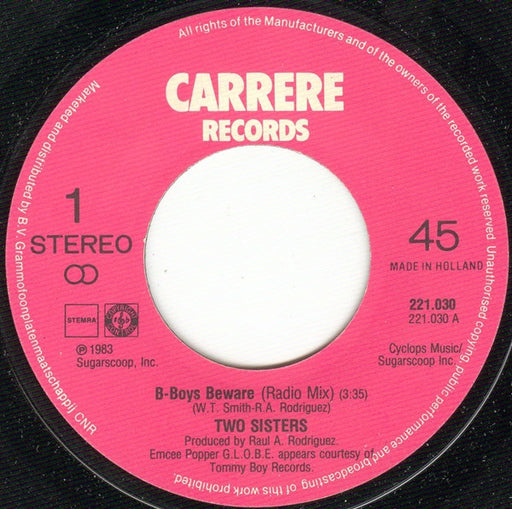 All rights of the Manufacturers and of the owners of the recorded work reserved Unauthorised copying public performance and broadcasting of this work prohibited.
Marketed and distributed by B.V. Grammofoonplatenmaatschappij CNR
CARRERE
RECORDS
1
STEREO
45
MADE IN HOLLAND
STEMRA
221.030
221.030 A
℗ 1983
Sugarscoop, Inc.
Cyclops Music/
Sugarscoop Inc.
B-Boys Beware (Radio Mix) (3:35)
(W.T. Smith-R.A. Rodriguez)
TWO SISTERS
Produced by Raul A. Rodriguez.
Emcee Popper G.L.O.B.E. appears courtesy of
Tommy Boy Records.